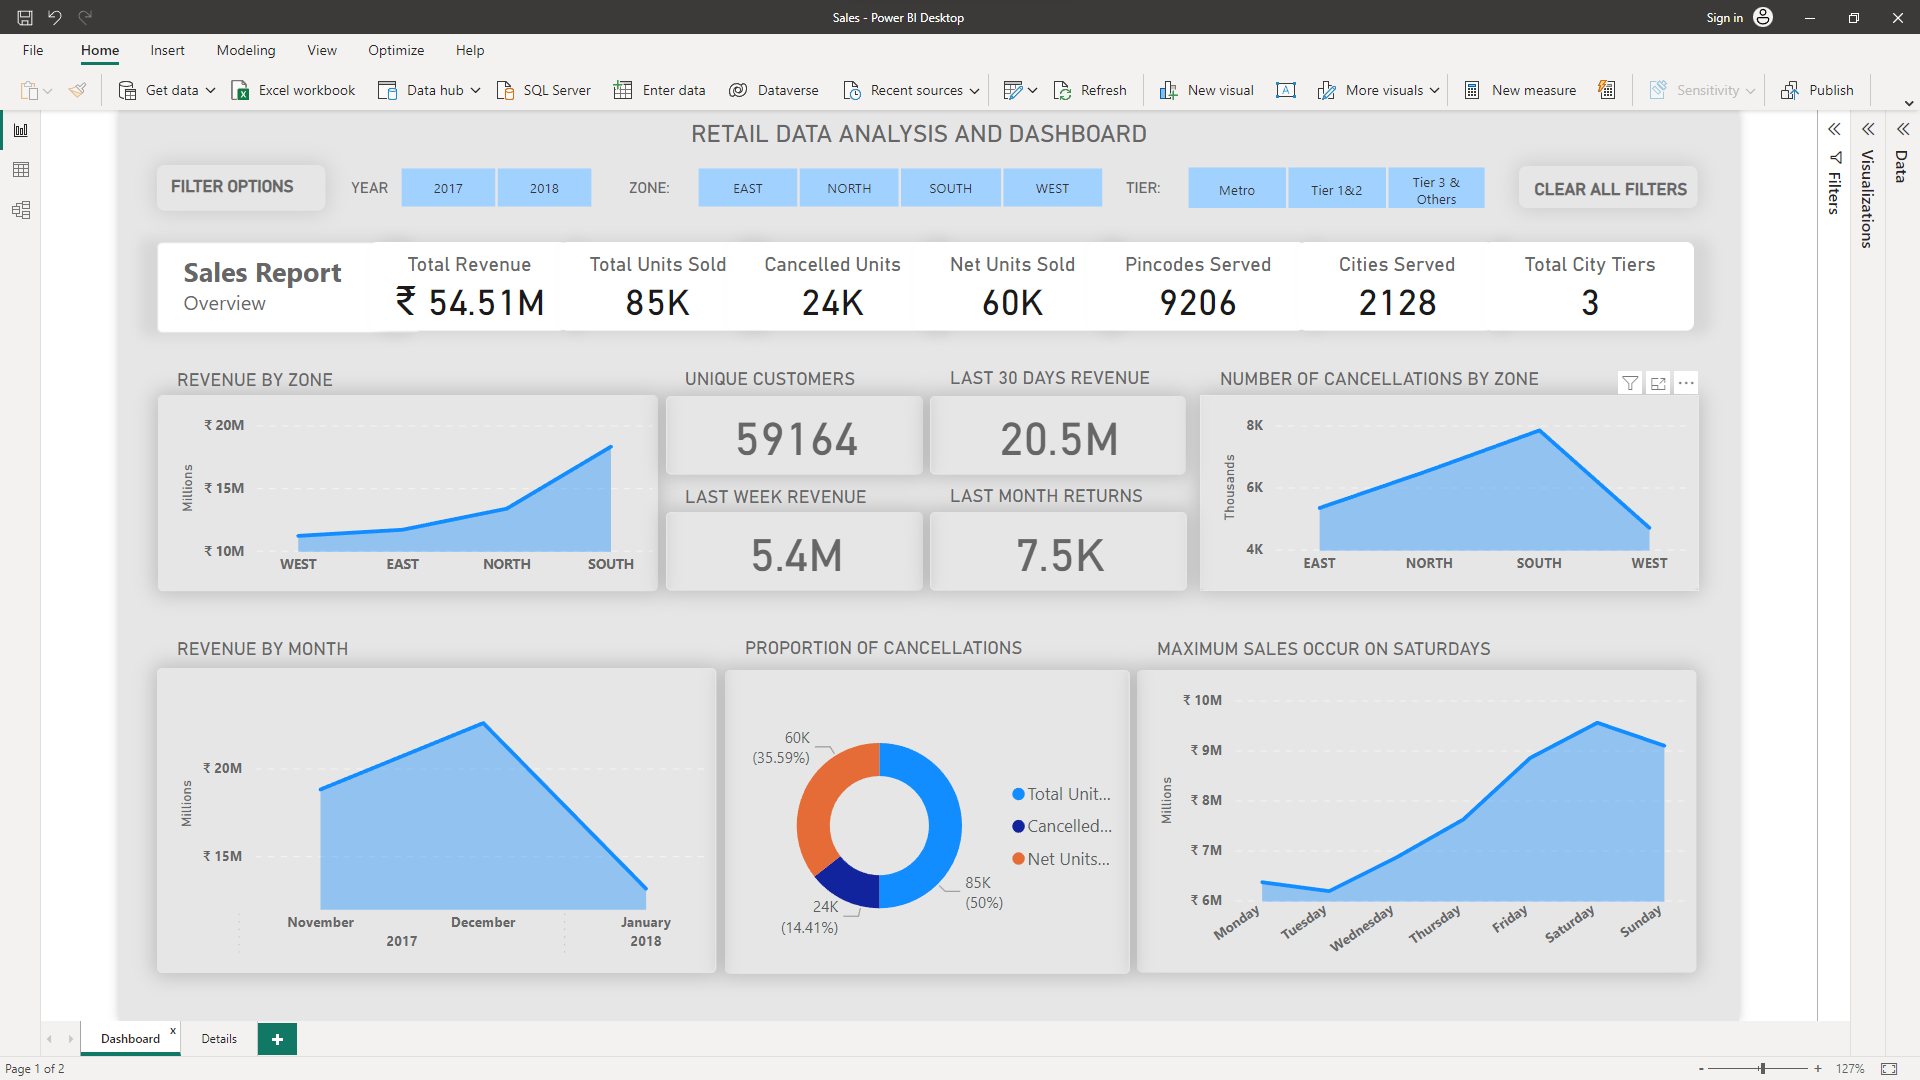 Sales - Power BI Desktop
Sign in
File Home Insert Modeling View Optimize Help
Get data Excel workbook Data hub SQL Server Enter data Dataverse Recent sources Refresh New visual More visuals New measure Sensitivity Publish
RETAIL DATA ANALYSIS AND DASHBOARD
FILTER OPTIONS
YEAR
2017
2018
ZONE:
EAST
NORTH
SOUTH
WEST
TIER:
Metro
Tier 1&2
Tier 3 &
Others
CLEAR ALL FILTERS
Filters
Visualizations
Data
Sales Report
Overview
Total Revenue
₹ 54.51M
Total Units Sold
85K
Cancelled Units
24K
Net Units Sold
60K
Pincodes Served
9206
Cities Served
2128
Total City Tiers
3
REVENUE BY ZONE
Millions
₹ 20M
₹ 15M
₹ 10M
WEST EAST NORTH SOUTH
UNIQUE CUSTOMERS
59164
LAST 30 DAYS REVENUE
20.5M
LAST WEEK REVENUE
5.4M
LAST MONTH RETURNS
7.5K
NUMBER OF CANCELLATIONS BY ZONE
Thousands
8K
6K
4K
EAST NORTH SOUTH WEST
REVENUE BY MONTH
Millions
₹ 20M
₹ 15M
November December January
2017 2018
PROPORTION OF CANCELLATIONS
60K
(35.59%)
24K
(14.41%)
85K
(50%)
Total Unit...
Cancelled...
Net Units...
MAXIMUM SALES OCCUR ON SATURDAYS
Millions
₹ 10M
₹ 9M
₹ 8M
₹ 7M
₹ 6M
Monday Tuesday Wednesday Thursday Friday Saturday Sunday
Dashboard x Details +
Page 1 of 2
- + 127%